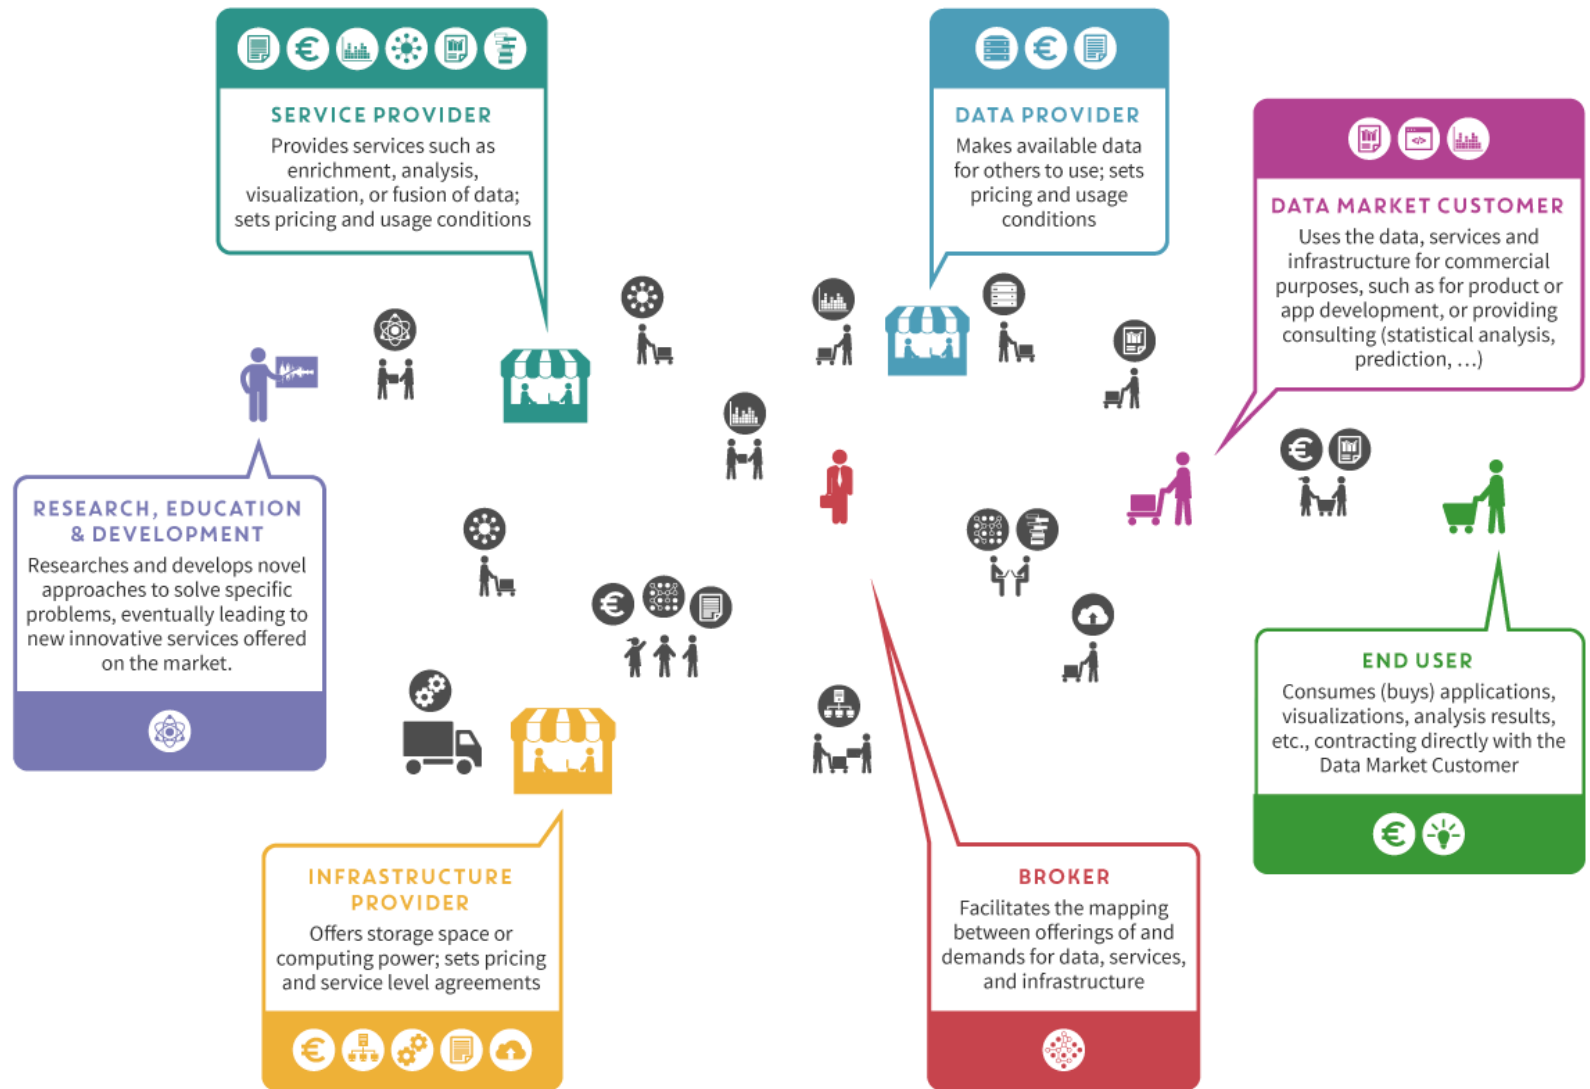 SERVICE PROVIDER
Provides services such as
enrichment, analysis,
visualization, or fusion of data;
sets pricing and usage conditions
DATA PROVIDER
Makes available data
for others to use; sets
pricing and usage
conditions
DATA MARKET CUSTOMER
Uses the data, services and
infrastructure for commercial
purposes, such as for product or
app development, or providing
consulting (statistical analysis,
prediction, …)
RESEARCH, EDUCATION
& DEVELOPMENT
Researches and develops novel
approaches to solve specific
problems, eventually leading to
new innovative services offered
on the market.
END USER
Consumes (buys) applications,
visualizations, analysis results,
etc., contracting directly with the
Data Market Customer
INFRASTRUCTURE
PROVIDER
Offers storage space or
computing power; sets pricing
and service level agreements
BROKER
Facilitates the mapping
between offerings of and
demands for data, services,
and infrastructure